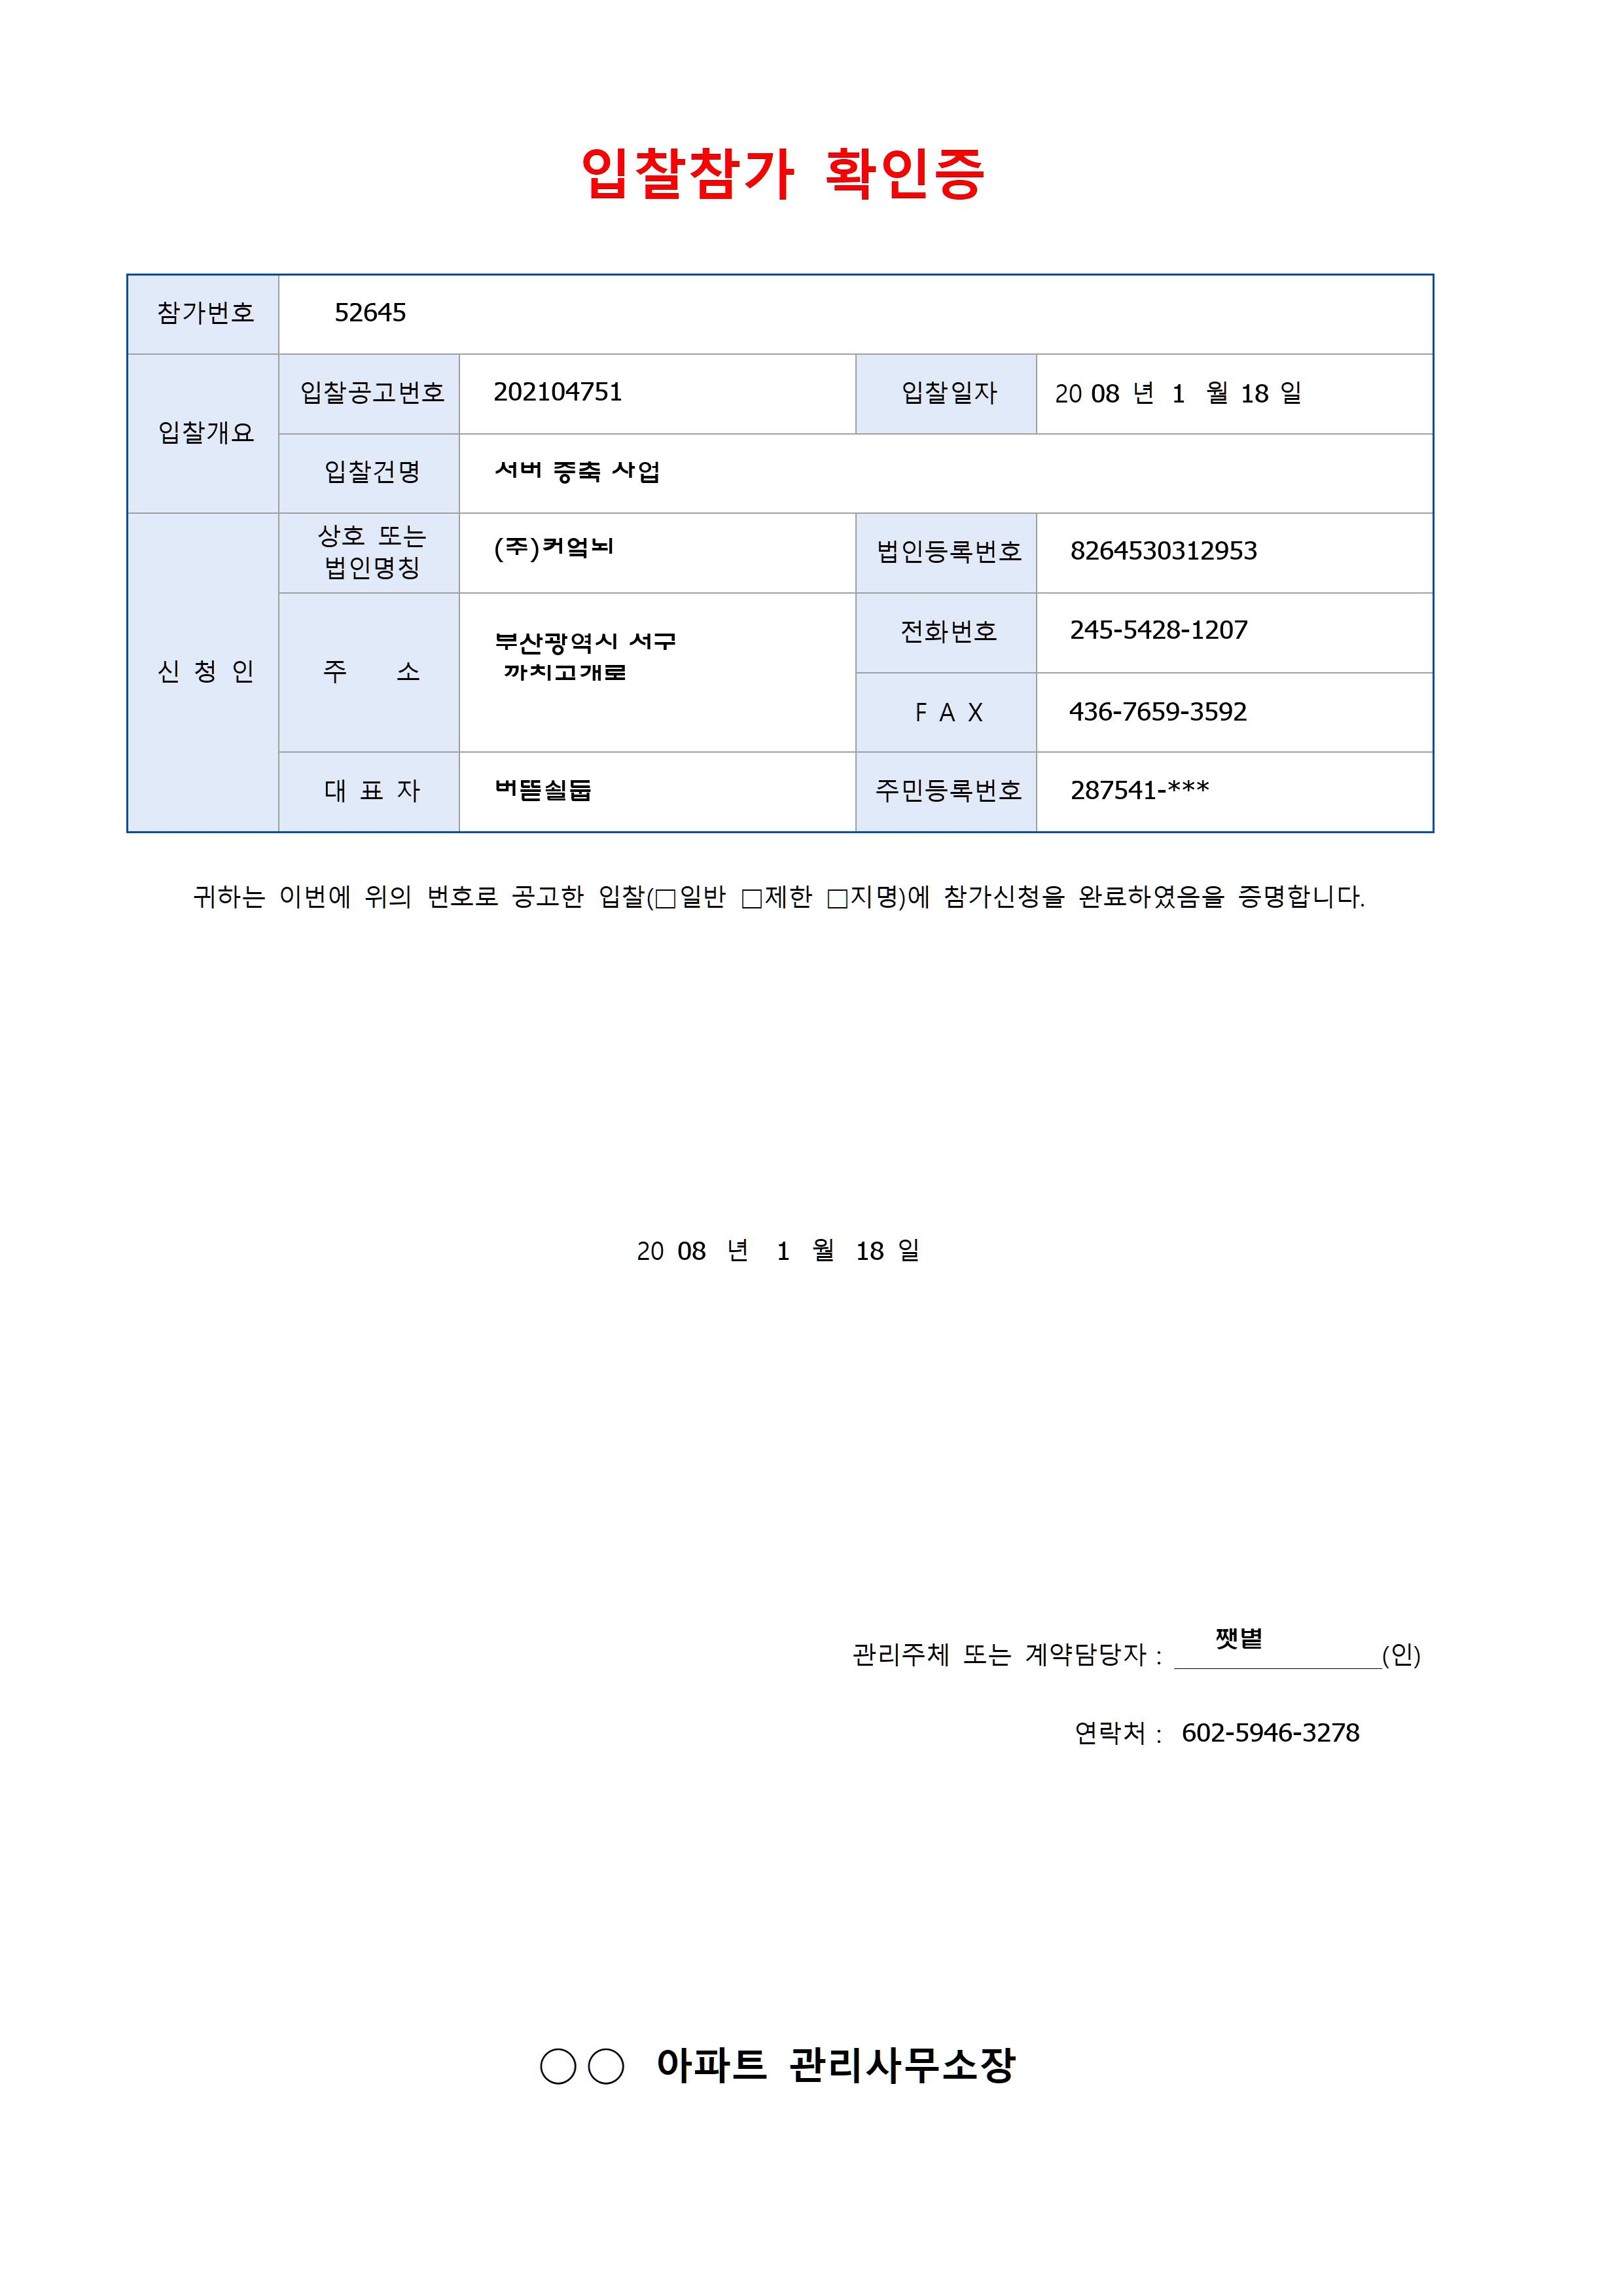 입찰참가 확인증
참가번호 52645
입찰개요 입찰공고번호 202104751 입찰일자 20 08 년 1 월 18 일
입찰건명 서버 증축 사업
신 청 인 상호 또는 법인명칭 (주) 법인등록번호 8264530312953
주 소 부산광역시 서구
까치고개로
전화번호 245-5428-1207
F A X 436-7659-3592
대 표 자 주민등록번호 287541-***
귀하는 이번에 위의 번호로 공고한 입찰(□일반 □제한 □지명)에 참가신청을 완료하였음을 증명합니다.
20 08 년 1 월 18 일
관리주체 또는 계약담당자 : 쨋볕 (인)
연락처 : 602-5946-3278
○○ 아파트 관리사무소장